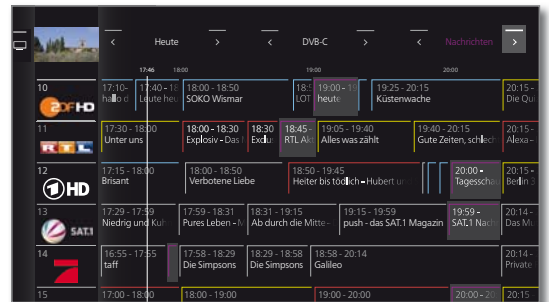 Heute DVB-C Nachrichten
17:46 18:00 19:00 20:00
10 17:10- 17:40 - 18 18:00 - 18:50 18:5 19:00 - 19 19:25 - 20:15 20:15 -
ZDF HD hallo d Leute heu SOKO Wismar LOT heute Küstenwache Die Qui
11 17:30 - 18:00 18:00 - 18:30 18:30 18:45 - 19:05 - 19:40 19:40 - 20:15 20:15 -
RTL Unter uns Explosiv - Das Exclu RTL Ak Alles was zählt Gute Zeiten, schlech Alexa -
12 17:15 - 18:00 18:00 - 18:50 18:50 - 19:45 20:00 - 20:15 -
HD Brisant Verbotene Liebe Heiter bis tödlich - Hubert un Tagesschau Berlin
13 17:29 - 17:59 17:59 - 18:31 18:31 - 19:15 19:15 - 19:59 19:59 - 20:14 -
SAT.1 Niedrig und Kuh Pures Leben - Ab durch die Mitte - push - das SAT.1 Magazin SAT.1 Nach Das M
14 16:55 - 17:55 17:58 - 18:29 18:29 - 18:58 18:58 - 20:14 20:14 -
taff Die Simpsons Die Simpsons Galileo Private
15 17:00 - 18:00 18:00 - 19:00 19:00 - 20:00 20:00 - 20 20:15